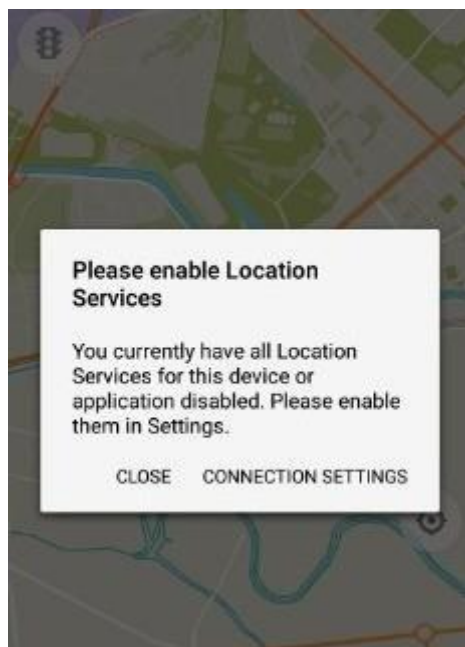 Please enable Location
Services
You currently have all Location
Services for this device or
application disabled. Please enable
them in Settings.
CLOSE CONNECTION SETTINGS